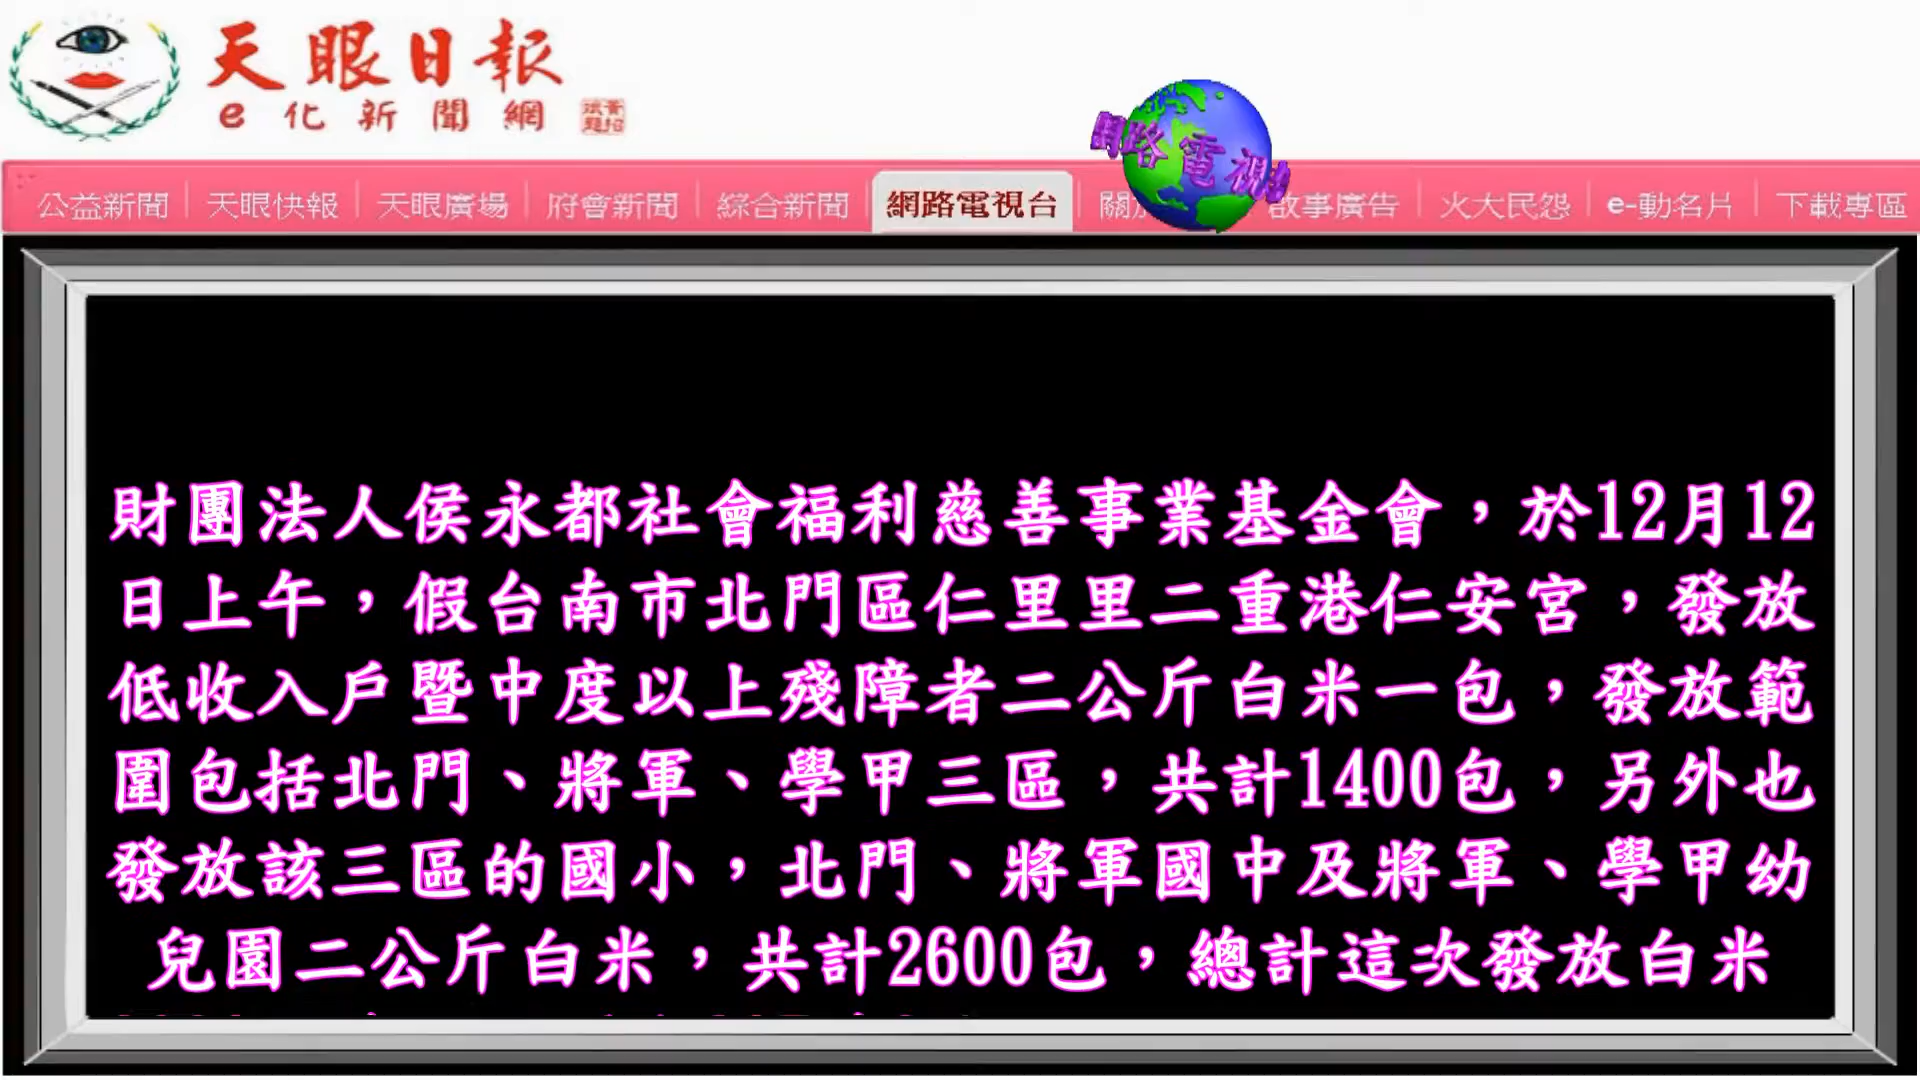 天眼日報
e化新聞網
網路電視
公益新聞 天眼快報 天眼廣場 府會新聞 綜合新聞 網路電視台 關於 啟事廣告 火大民怨 e-動名片 下載專區
財團法人侯永都社會福利慈善事業基金會，於12月12
日上午，假台南市北門區仁里里二重港仁安宮，發放
低收入戶暨中度以上殘障者二公斤白米一包，發放範
圍包括北門、將軍、學甲三區，共計1400包，另外也
發放該三區的國小，北門、將軍國中及將軍、學甲幼
兒園二公斤白米，共計2600包，總計這次發放白米